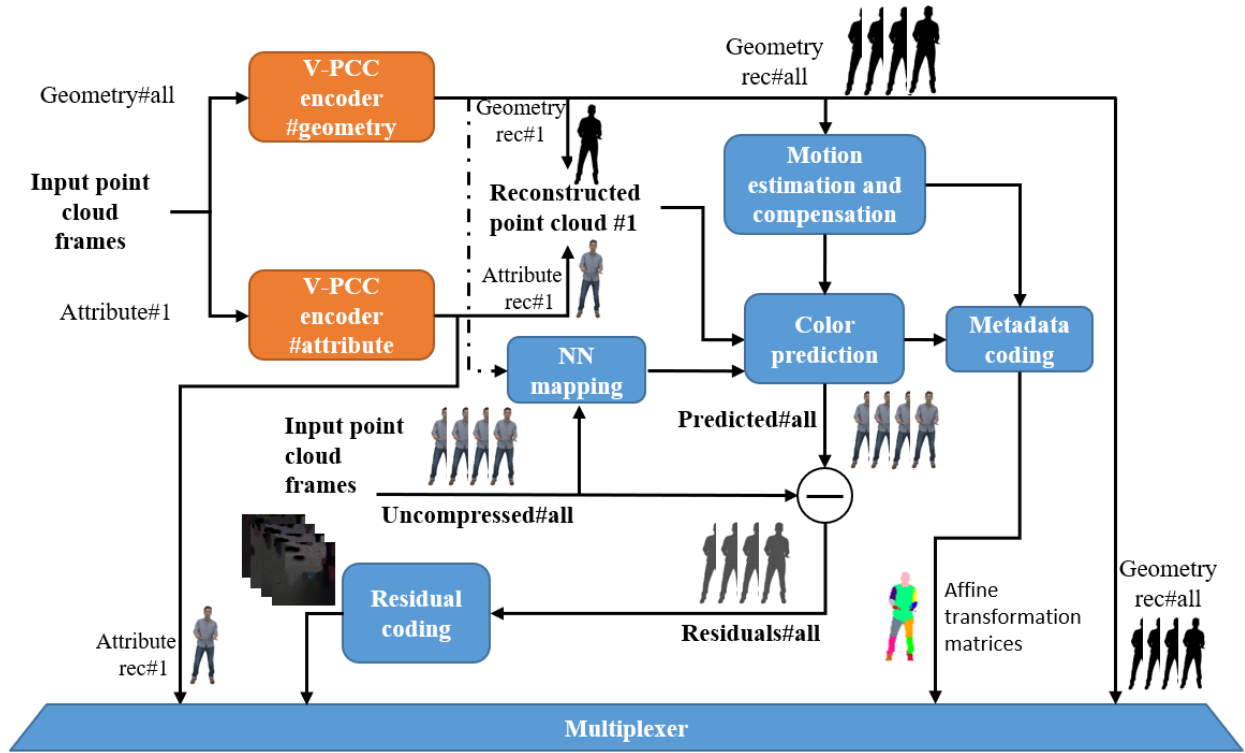 Geometry#all
V-PCC
encoder
#geometry
Geometry
rec#all
Geometry
rec#1
Motion
estimation and
compensation
Input point
cloud
frames
Reconstructed
point cloud #1
Attribute#1
V-PCC
encoder
#attribute
Attribute
rec#1
Color
prediction
Metadata
coding
NN
mapping
Input point
cloud
frames
Predicted#all
Uncompressed#all
Residual
coding
Residuals#all
Affine
transformation
matrices
Geometry
rec#all
Attribute
rec#1
Multiplexer